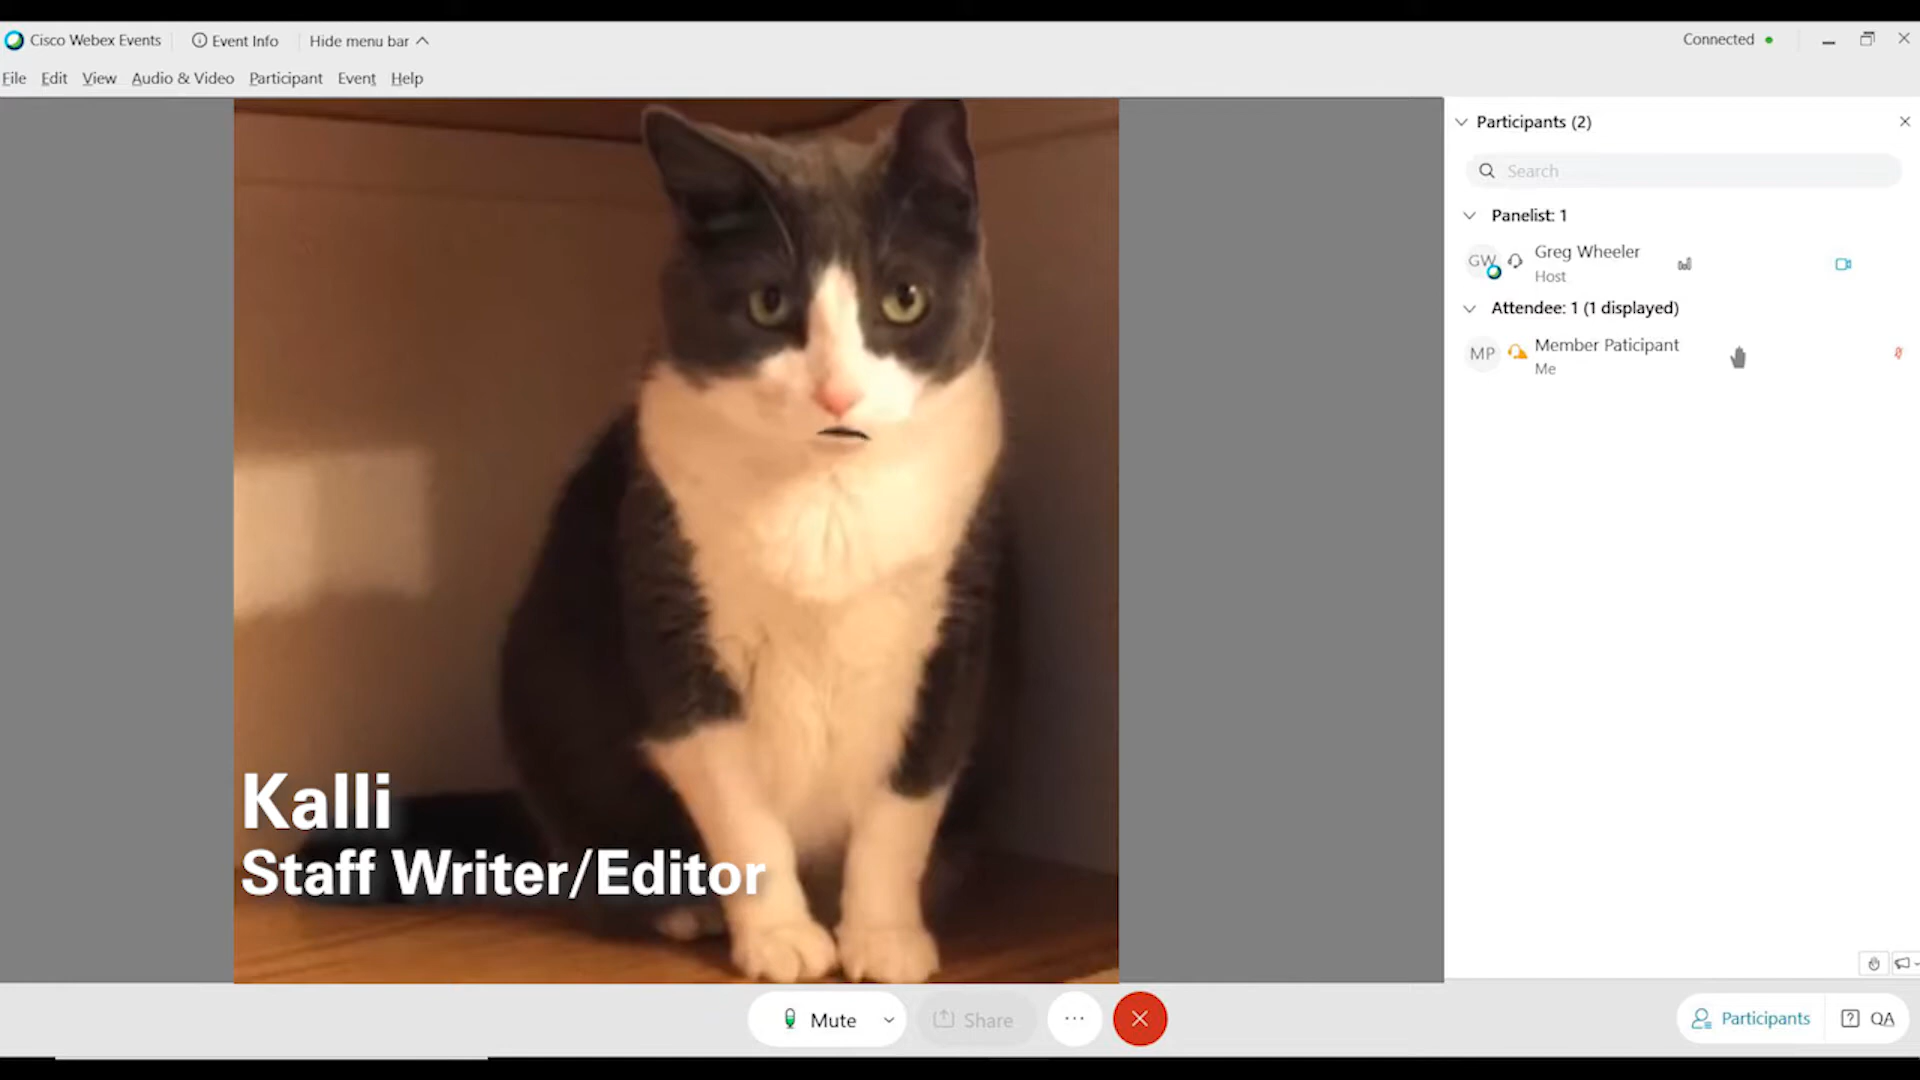 Cisco Webex Events Event Info Hide menu bar Connected
File Edit View Audio & Video Participant Event Help
Participants (2)
Search
Panelist: 1
GW Greg Wheeler
Host
Attendee: 1 (1 displayed)
MP Member Paticipant
Me
Kalli
Staff Writer/Editor
Mute Share Participants QA